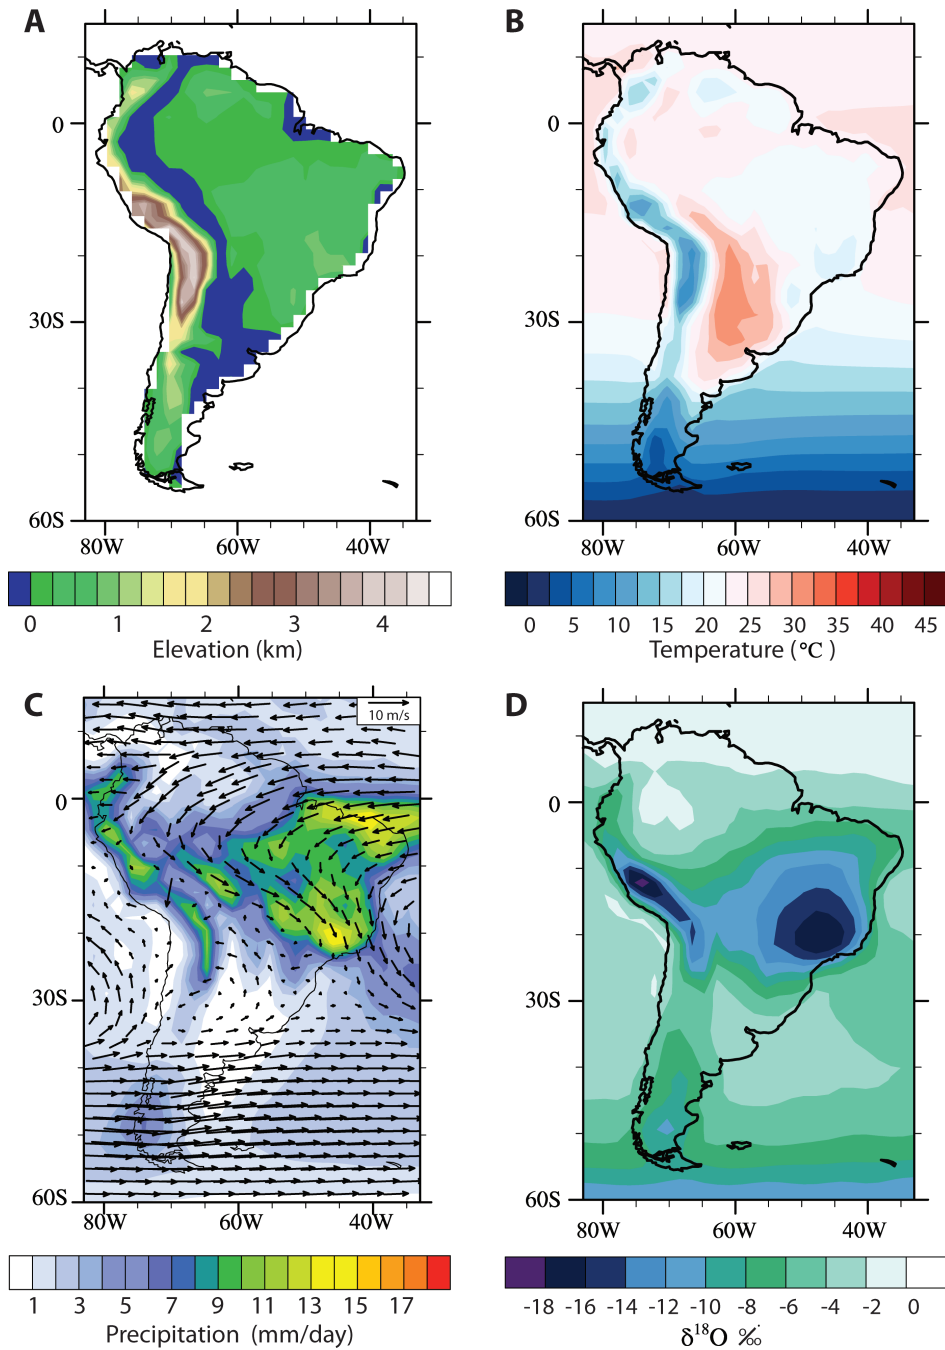 A
B
0
30S
60S
80W 60W 40W
0
30S
60S
80W 60W 40W
0 1 2 3 4
Elevation (km)
0 5 10 15 20 25 30 35 40 45
Temperature (°C)
C
D
10 m/s
0
30S
60S
80W 60W 40W
0
30S
60S
80W 60W 40W
1 3 5 7 9 11 13 15 17
Precipitation (mm/day)
-18 -16 -14 -12 -10 -8 -6 -4 -2 0
δ¹⁸O ‰